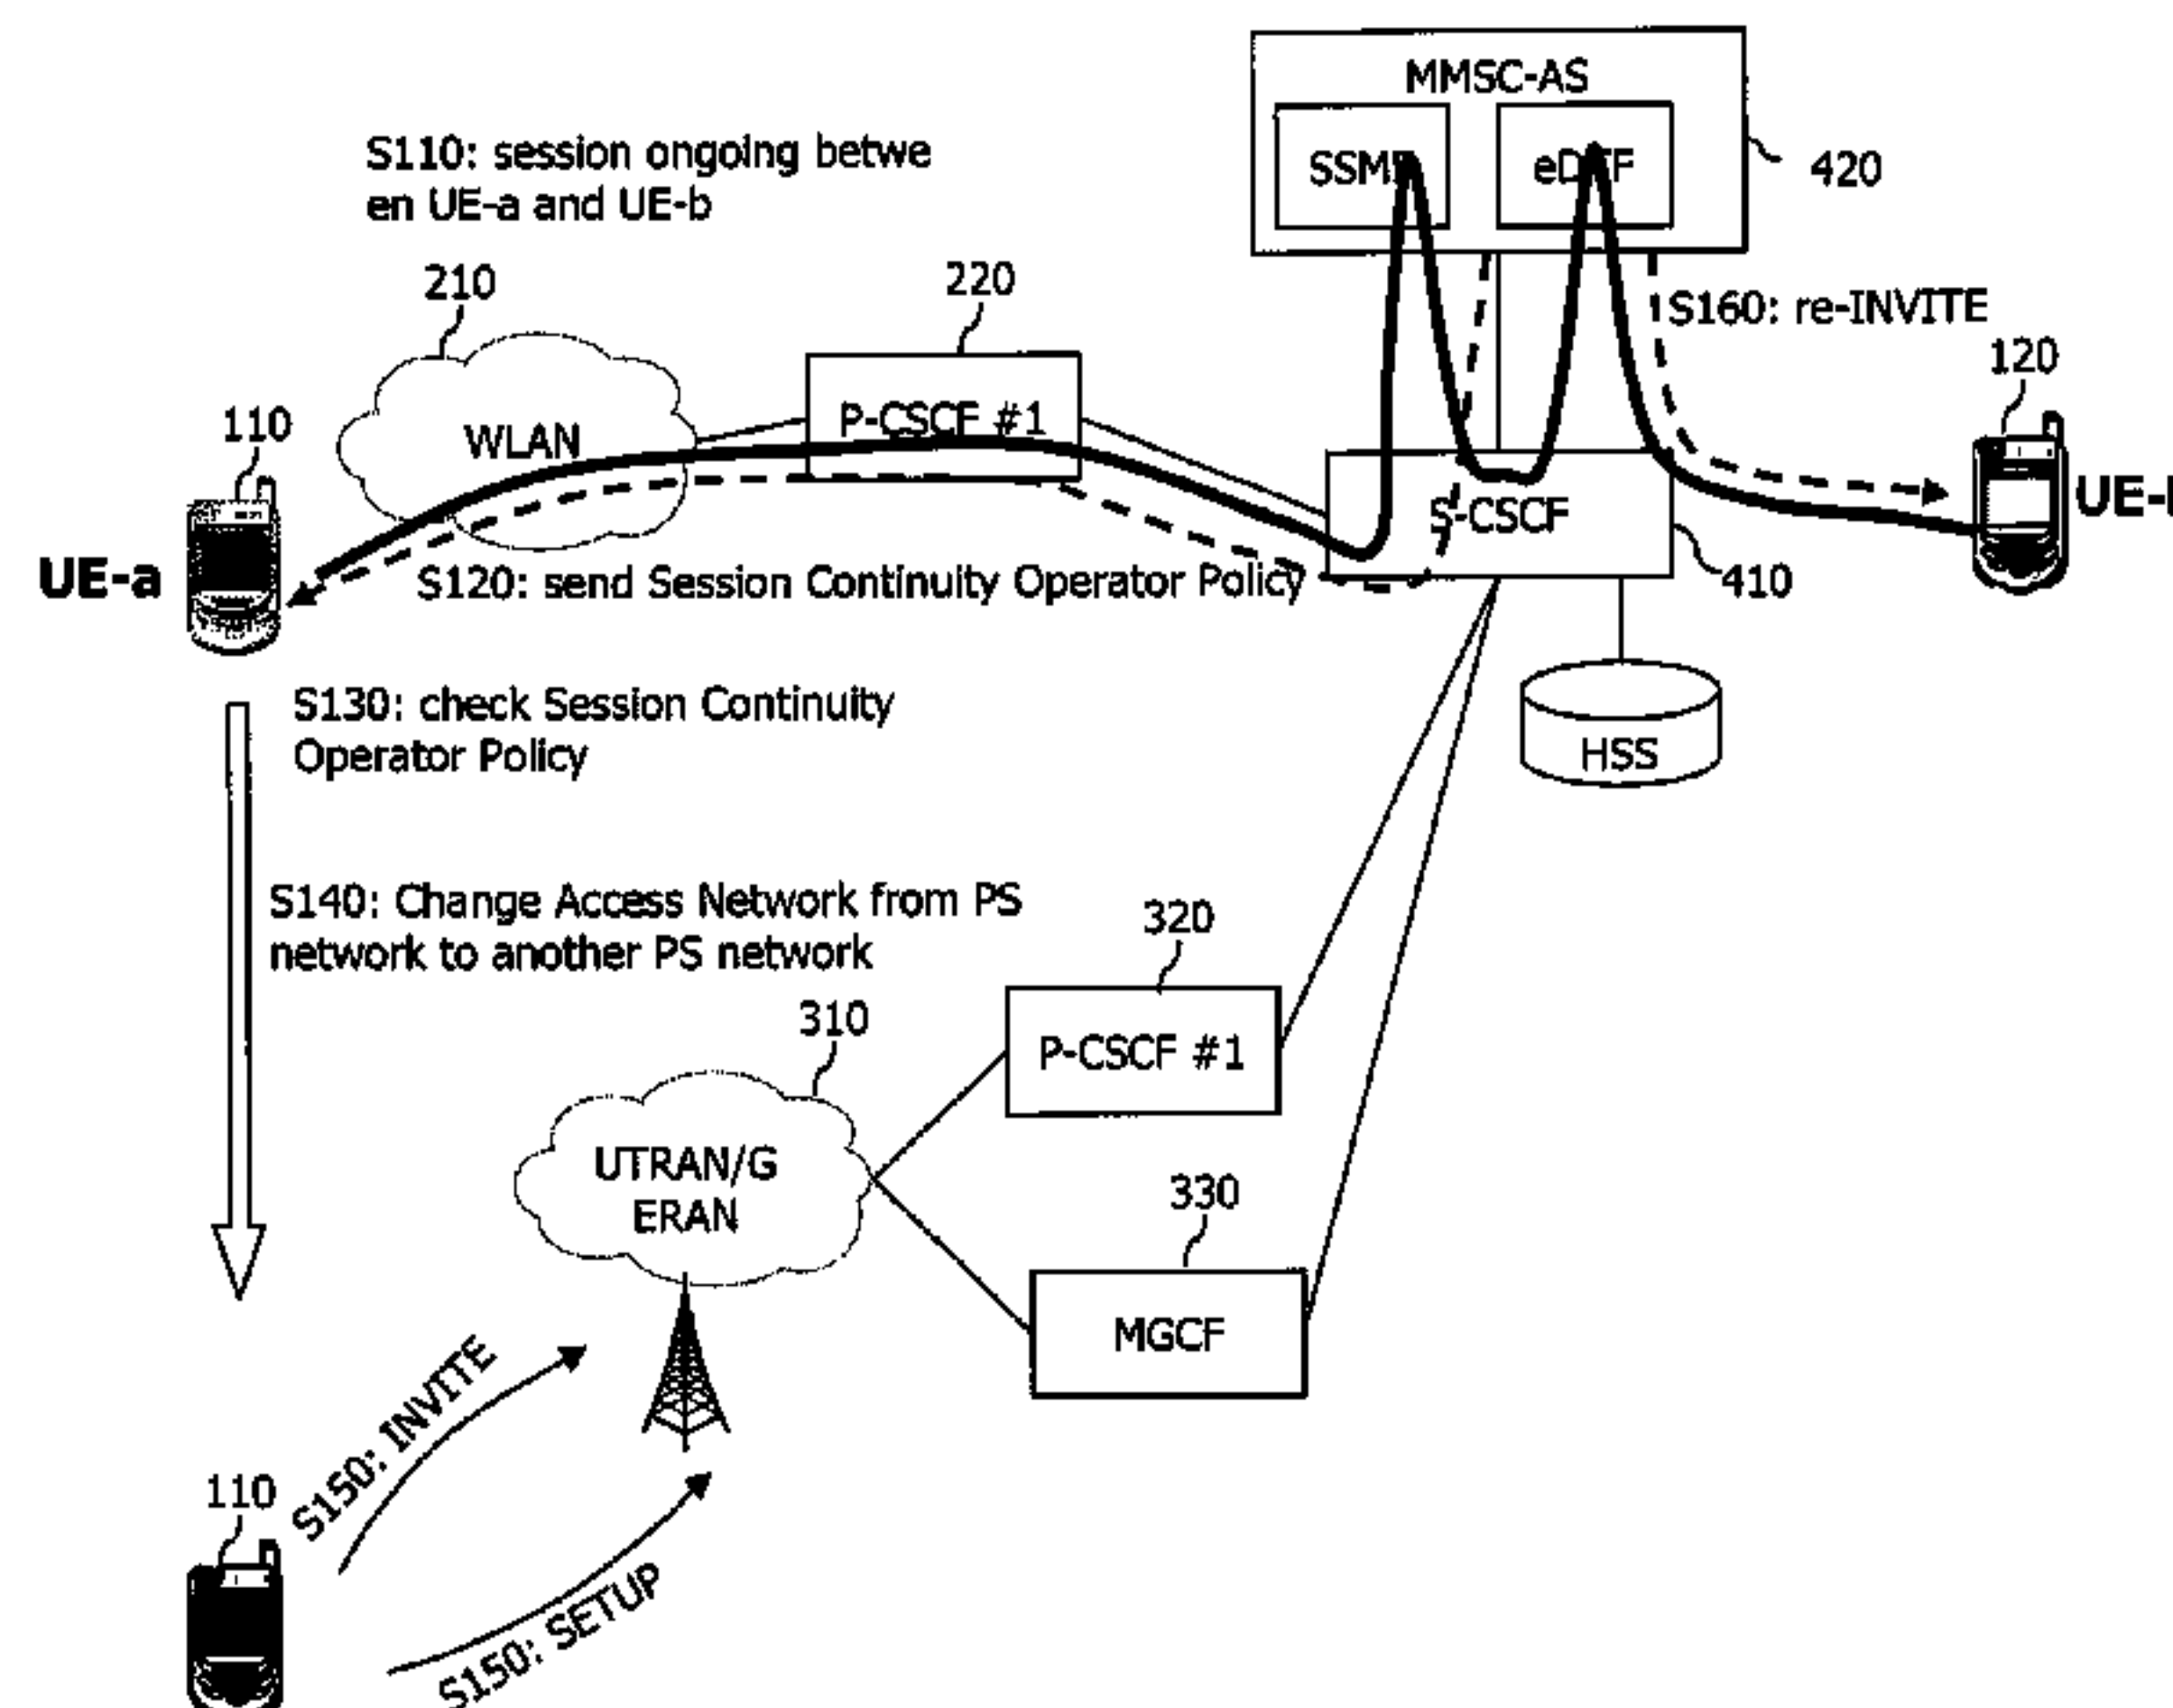 MMSC-AS
S110: session ongoing betwe
en UE-a and UE-b
420
210
220
S160: re-INVITE
120
110
WLAN
P-CSCF #1
S-CSCF
UE-a
S120: send Session Continuity Operator Policy
410
S130: check Session Continuity
Operator Policy
HSS
S140: Change Access Network from PS
network to another PS network
320
310
P-CSCF #1
UTRAN/G
ERAN
330
MGCF
S150: INVITE
110
S150: SETUP